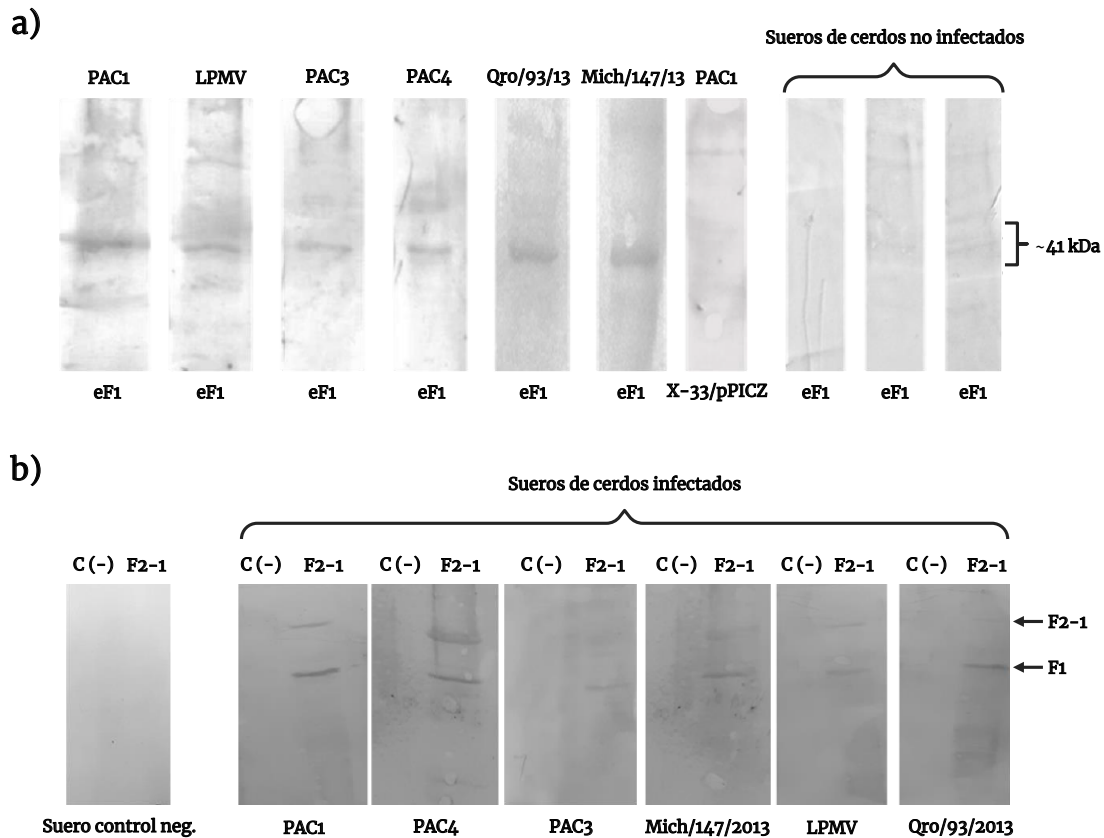 a)
Sueros de cerdos no infectados
PAC1 LPMV PAC3 PAC4 Qro/93/13 Mich/147/13 PAC1
~41 kDa
eF1 eF1 eF1 eF1 eF1 eF1 X-33/pPICZ eF1 eF1 eF1
b)
Sueros de cerdos infectados
C (-) F2-1 C (-) F2-1 C (-) F2-1 C (-) F2-1 C (-) F2-1 C (-) F2-1 C (-) F2-1
F2-1
F1
Suero control neg. PAC1 PAC4 PAC3 Mich/147/2013 LPMV Qro/93/2013